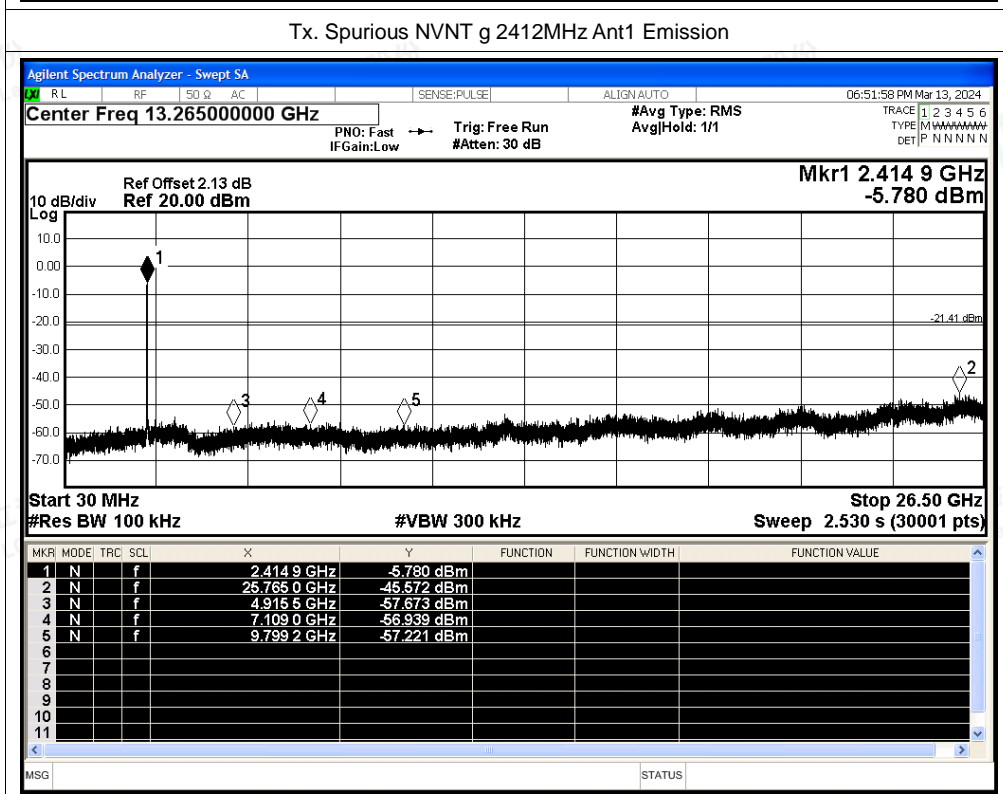 Tx. Spurious NVNT g 2412MHz Ant1 Emission
Agilent Spectrum Analyzer - Swept SA
LXI RL RF 50 Ω AC SENSE:PULSE ALIGN AUTO 06:51:58 PM Mar 13, 2024
Center Freq 13.265000000 GHz #Avg Type: RMS TRACE 1 2 3 4 5 6
PNO: Fast Trig: Free Run Avg|Hold: 1/1 TYPE M WWWWW
IFGain:Low #Atten: 30 dB DET P N N N N N
Mkr1 2.414 9 GHz
Ref Offset 2.13 dB
10 dB/div Ref 20.00 dBm -5.780 dBm
Log
10.0
1
0.00
-10.0
-20.0
-21.41 dBm
-30.0
-40.0
2
-50.0
3 4 5
-60.0
-70.0
Start 30 MHz Stop 26.50 GHz
#Res BW 100 kHz #VBW 300 kHz Sweep 2.530 s (30001 pts)
MKR MODE TRC SCL X Y FUNCTION FUNCTION WIDTH FUNCTION VALUE
1 N f 2.414 9 GHz -5.780 dBm
2 N f 25.765 0 GHz -45.572 dBm
3 N f 4.915 5 GHz -57.673 dBm
4 N f 7.109 0 GHz -56.939 dBm
5 N f 9.799 2 GHz -57.221 dBm
6
7
8
9
10
11
MSG STATUS